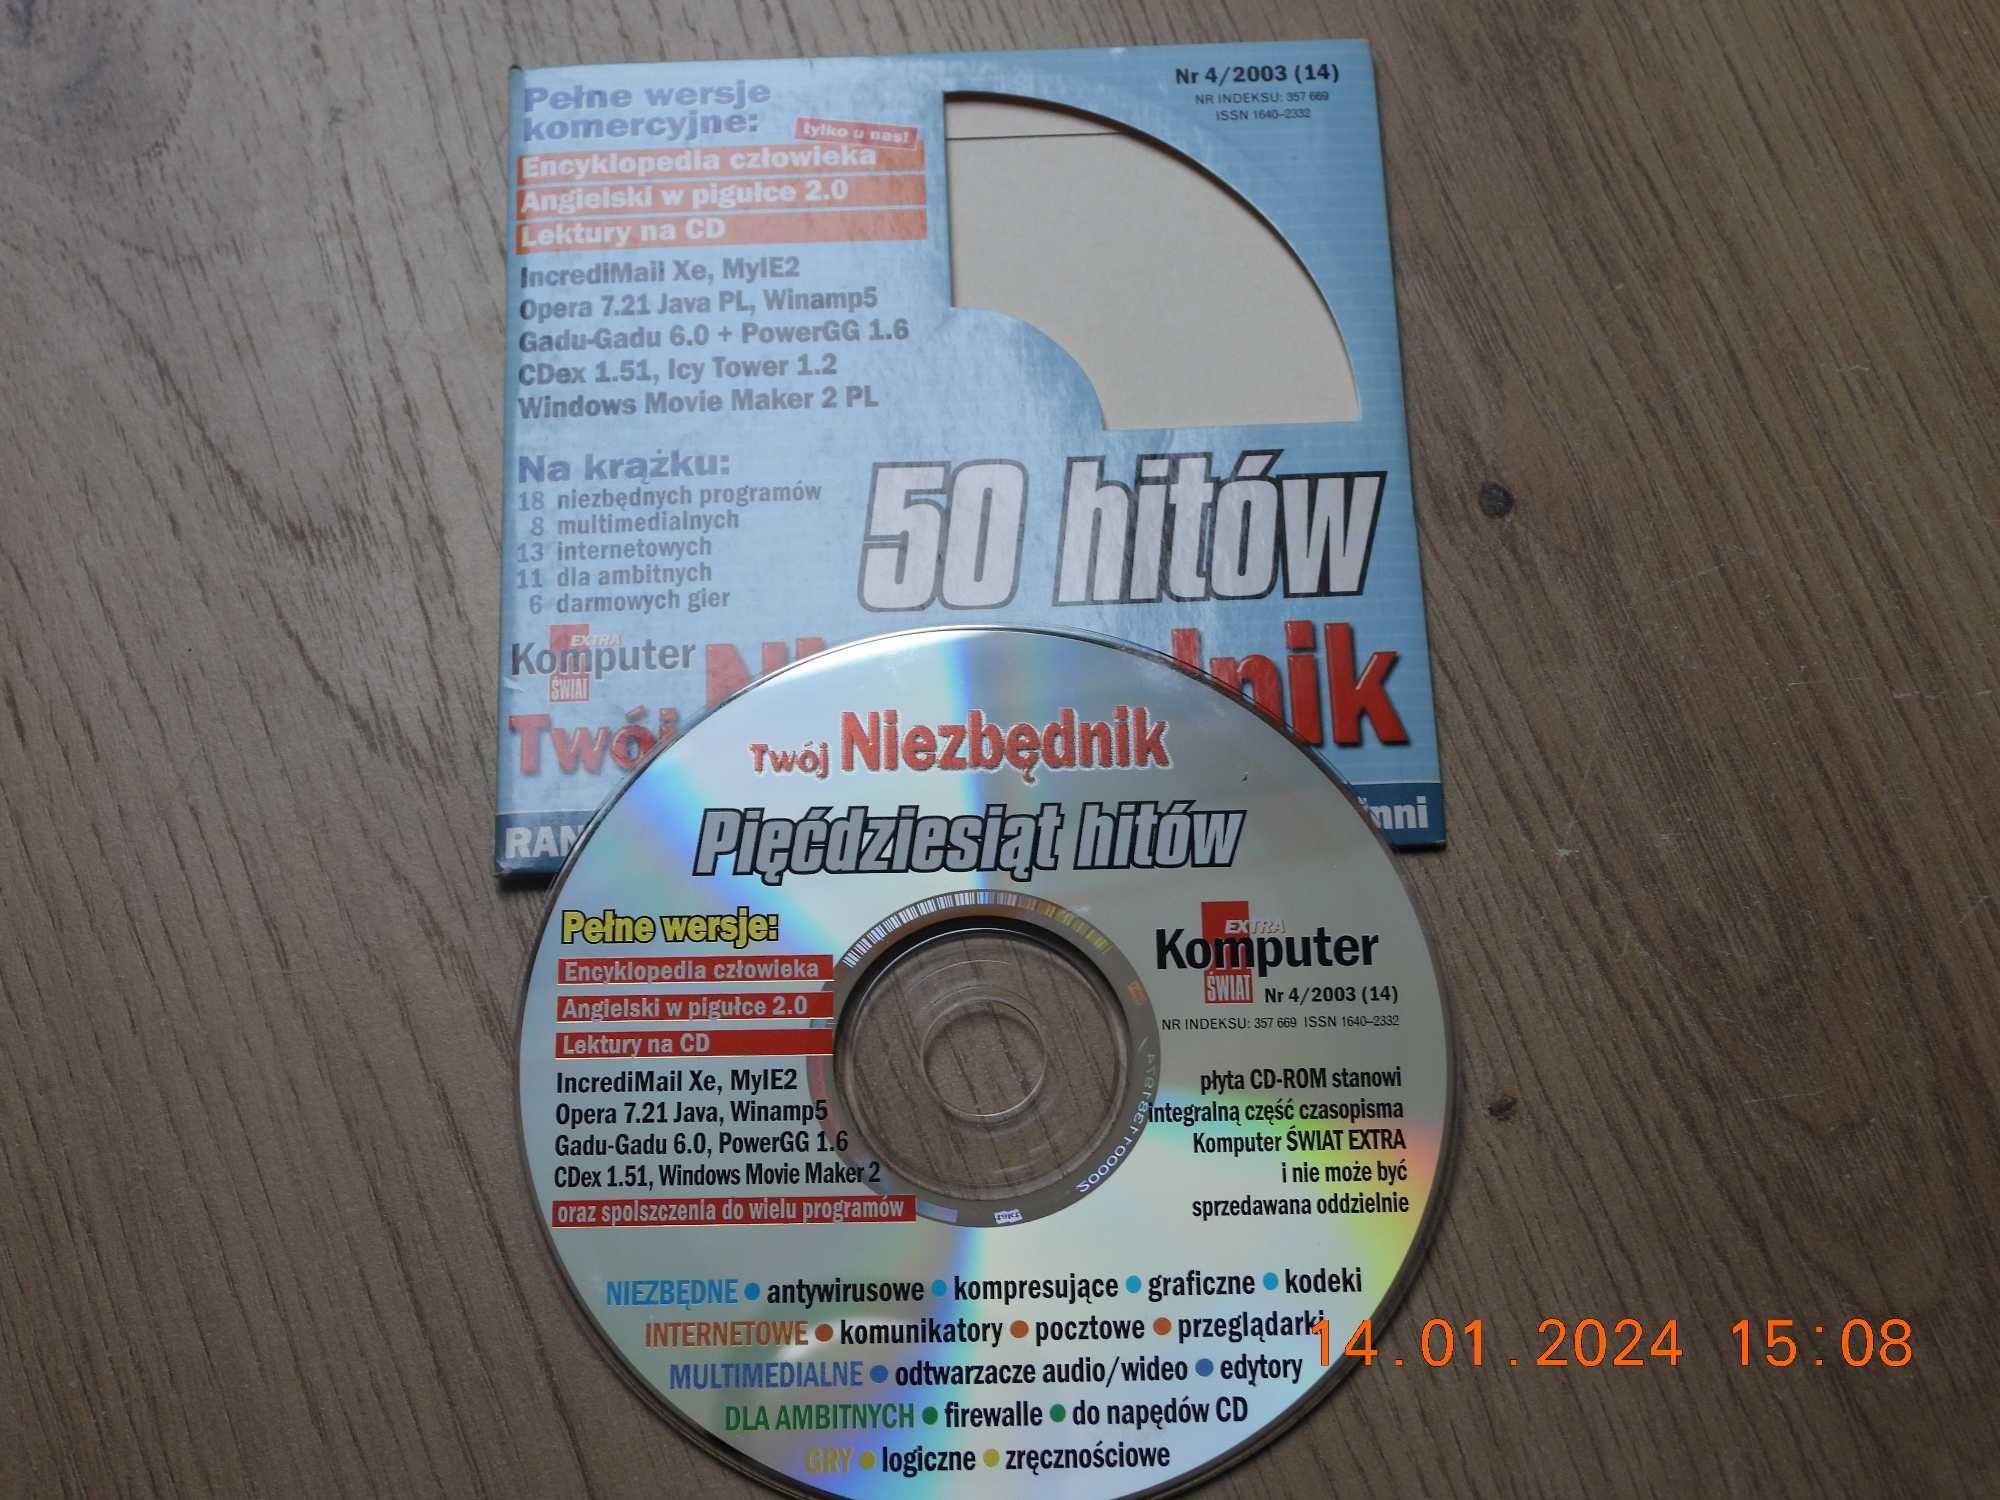 Nr 4/2003 (14)
NR INDEKSU: 357 669
ISSN 1640-2332
Pełne wersje
komercyjne:
tylko u nas!
Encyklopedia człowieka
Angielski w pigułce 2.0
Lektury na CD
IncrediMail Xe, MyIE2
Opera 7.21 Java PL, Winamp5
Gadu-Gadu 6.0 + PowerGG 1.6
CDex 1.51, Icy Tower 1.2
Windows Movie Maker 2 PL
Na krążku:
18 niezbędnych programów
8 multimedialnych
13 internetowych
11 dla ambitnych
6 darmowych gier
50 hitów
EXTRA
Komputer
ŚWIAT
Twój
Twój Niezbędnik
Pięćdziesiąt hitów
Pełne wersje:
Encyklopedia człowieka
Angielski w pigułce 2.0
Lektury na CD
IncrediMail Xe, MyIE2
Opera 7.21 Java, Winamp5
Gadu-Gadu 6.0, PowerGG 1.6
CDex 1.51, Windows Movie Maker 2
oraz spolszczenia do wielu programów
EXTRA
Komputer
ŚWIAT
Nr 4/2003 (14)
NR INDEKSU: 357 669 ISSN 1640-2332
płyta CD-ROM stanowi
integralną część czasopisma
Komputer ŚWIAT EXTRA
i nie może być
sprzedawana oddzielnie
NIEZBĘDNE • antywirusowe • kompresujące • graficzne • kodeki
INTERNETOWE • komunikatory • pocztowe • przeglądarki
MULTIMEDIALNE • odtwarzacze audio/wideo • edytory
DLA AMBITNYCH • firewalle • do napędów CD
GRY • logiczne • zręcznościowe
14.01.2024 15:08